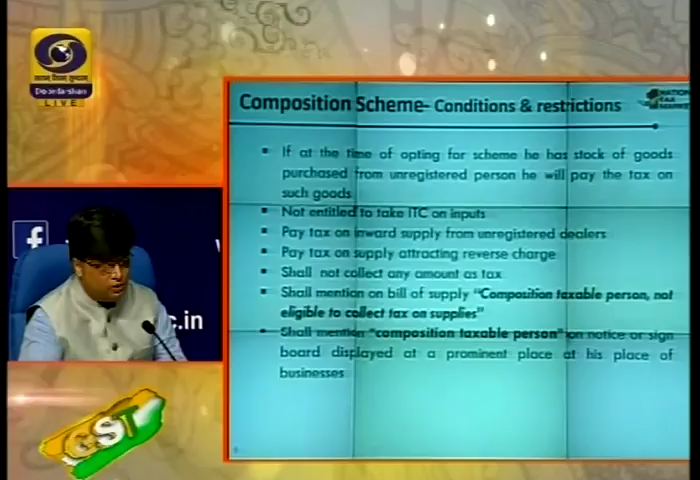 Doordarshan
LIVE
Composition Scheme- Conditions & restrictions
NATION
TAX
MARKET
If at the time of opting for scheme he has stock of goods
purchased from unregistered person he will pay the tax on
such goods
Not entitled to take ITC on inputs
Pay tax on inward supply from unregistered dealers
Pay tax on supply attracting reverse charge
Shall not collect any amount as tax
Shall mention on bill of supply "Composition taxable person, not
eligible to collect tax on supplies"
Shall mention "composition taxable person" on notice or sign
board displayed at a prominent place at his place of
businesses
f
c.in
GST